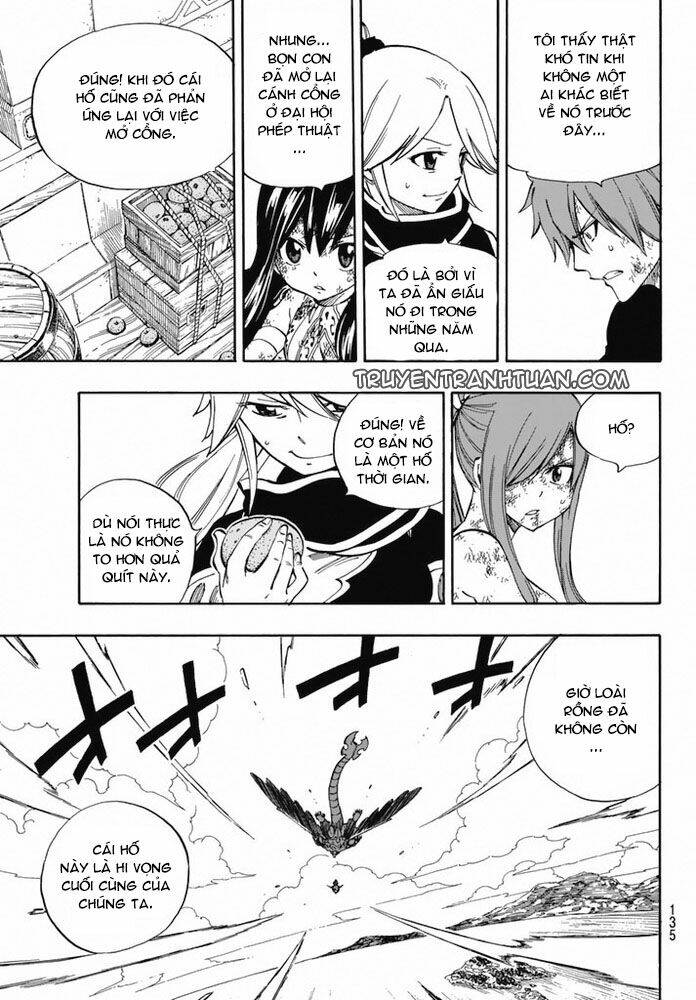 TÔI THẤY THẬT
KHÓ TIN KHI
KHÔNG MỘT
AI KHÁC BIẾT
VỀ NÓ TRƯỚC
ĐÂY...
ĐÓ LÀ BỞI VÌ
TA ĐÃ ẨN GIẤU
NÓ ĐI TRONG
NHỮNG NĂM
QUA.
NHƯNG...
BỌN CON
ĐÃ MỞ LẠI
CÁNH CỔNG
Ở ĐẠI HỘI
PHÉP THUẬT
...
ĐÚNG! KHI ĐÓ CÁI
HỐ CŨNG ĐÃ PHẢN
ỨNG LẠI VỚI VIỆC
MỞ CỔNG.
TRUYENTRANHTUAN.COM
HỐ?
ĐÚNG! VỀ
CƠ BẢN NÓ
LÀ MỘT HỐ
THỜI GIAN.
DÙ NÓI THỰC
LÀ NÓ KHÔNG
TO HƠN QUẢ
QUÍT NÀY.
GIỜ LOÀI
RỒNG ĐÃ
KHÔNG CÒN
...
CÁI HỐ
NÀY LÀ HI VỌNG
CUỐI CÙNG CỦA
CHÚNG TA.
135